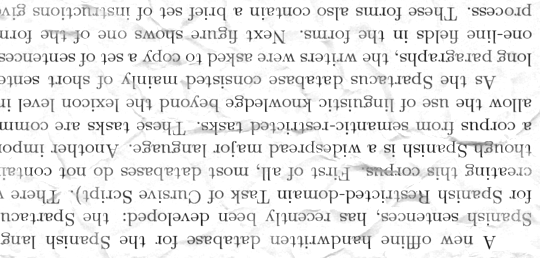 A new offline handwritten database for the Spanish lang
Spanish sentences, has recently been developed: the Spartacu
for Spanish Restricted-domain Task of Cursive Script). There
creating this corpus. First of all, most databases do not contai
though Spanish is a widespread major language. Another impo
a corpus from semantic-restricted tasks. These tasks are comm
allow the use of linguistic knowledge beyond the lexicon level i
As the Spartacus database consisted mainly of short sente
long paragraphs, the writers were asked to copy a set of sentences
one-line fields in the forms. Next figure shows one of the form
process. These forms also contain a brief set of instructions giv